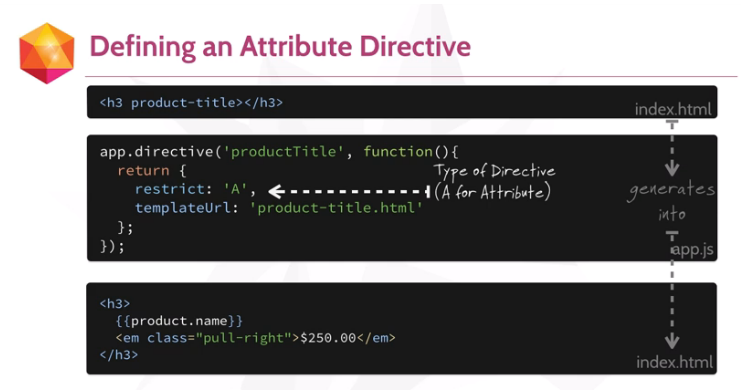 Defining an Attribute Directive
<h3 product-title></h3>
index.html
app.directive('productTitle', function(){
return {
restrict: 'A',
templateUrl: 'product-title.html'
};
});
Type of Directive
(A for Attribute)
generates
into
app.js
<h3>
{{product.name}}
<em class="pull-right">$250.00</em>
</h3>
index.html